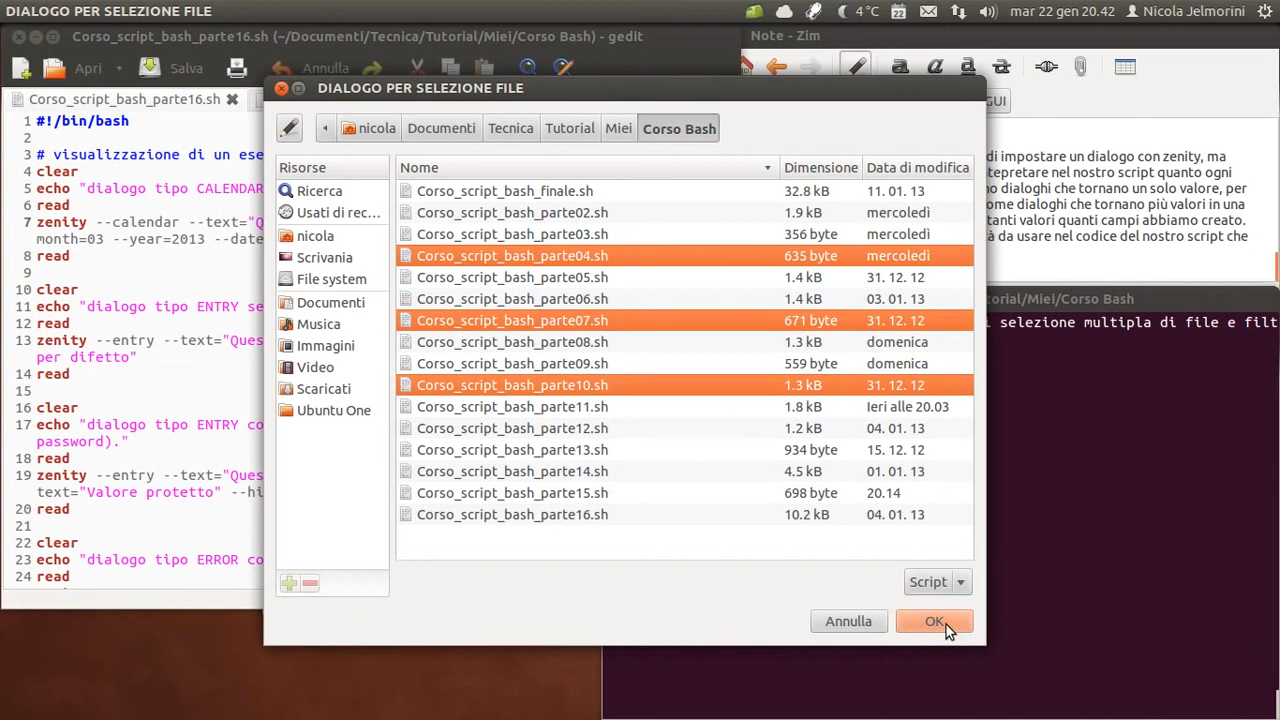 DIALOGO PER SELEZIONE FILE
4 °C
mar 22 gen 20.42
Nicola Jelmorini
Corso_script_bash_parte16.sh (~/Documenti/Tecnica/Tutorial/Miei/Corso Bash) - gedit
Note - Zim
Apri
Salva
Annulla
Corso_script_bash_parte16.sh
1 #!/bin/bash
2
3 # visualizzazione di un ese
4 clear
5 echo "dialogo tipo CALENDAR
6 read
7 zenity --calendar --text="Q
month=03 --year=2013 --date
8 read
9
10 clear
11 echo "dialogo tipo ENTRY se
12 read
13 zenity --entry --text="Ques
per difetto"
14 read
15
16 clear
17 echo "dialogo tipo ENTRY co
password)."
18 read
19 zenity --entry --text="Ques
text="Valore protetto" --hi
20 read
21
22 clear
23 echo "dialogo tipo ERROR co
24 read
DIALOGO PER SELEZIONE FILE
nicola
Documenti
Tecnica
Tutorial
Miei
Corso Bash
Risorse
Ricerca
Usati di rec...
nicola
Scrivania
File system
Documenti
Musica
Immagini
Video
Scaricati
Ubuntu One
Nome Dimensione Data di modifica
Corso_script_bash_finale.sh 32.8 kB 11. 01. 13
Corso_script_bash_parte02.sh 1.9 kB mercoledì
Corso_script_bash_parte03.sh 356 byte mercoledì
Corso_script_bash_parte04.sh 635 byte mercoledì
Corso_script_bash_parte05.sh 1.4 kB 31. 12. 12
Corso_script_bash_parte06.sh 1.4 kB 03. 01. 13
Corso_script_bash_parte07.sh 671 byte 31. 12. 12
Corso_script_bash_parte08.sh 1.3 kB domenica
Corso_script_bash_parte09.sh 559 byte domenica
Corso_script_bash_parte10.sh 1.3 kB 31. 12. 12
Corso_script_bash_parte11.sh 1.8 kB Ieri alle 20.03
Corso_script_bash_parte12.sh 1.2 kB 04. 01. 13
Corso_script_bash_parte13.sh 934 byte 15. 12. 12
Corso_script_bash_parte14.sh 4.5 kB 01. 01. 13
Corso_script_bash_parte15.sh 698 byte 20.14
Corso_script_bash_parte16.sh 10.2 kB 04. 01. 13
Script
Annulla
OK
GUI
di impostare un dialogo con zenity, ma
tepretare nel nostro script quanto ogni
no dialoghi che tornano un solo valore, per
ome dialoghi che tornano più valori in una
tanti valori quanti campi abbiamo creato.
à da usare nel codice del nostro script che
torial/Miei/Corso Bash
i selezione multipla di file e filt